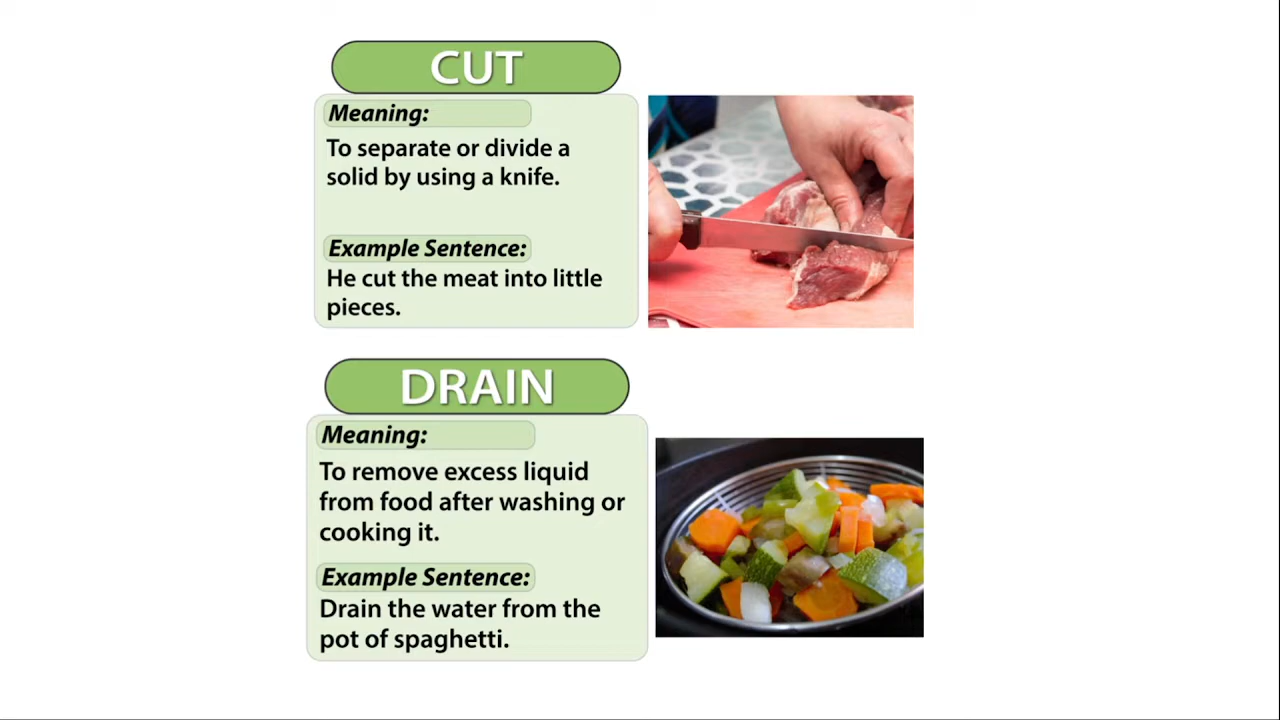 CUT
Meaning:
To separate or divide a
solid by using a knife.
Example Sentence:
He cut the meat into little
pieces.
DRAIN
Meaning:
To remove excess liquid
from food after washing or
cooking it.
Example Sentence:
Drain the water from the
pot of spaghetti.